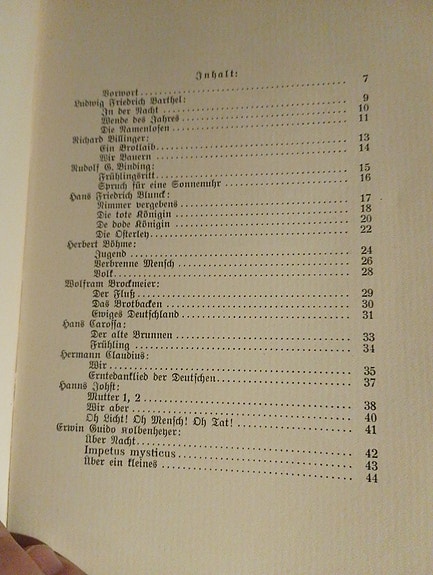 Inhalt:
Vorwort 7
Ludwig Friedrich Barthel:
In der Nacht 9
Wende des Jahres 10
Die Namenlosen 11
Richard Billinger:
Ein Brotlaib 13
Wir Bauern 14
Rudolf G. Binding:
Frühlingsritt 15
Spruch für eine Sonnenuhr 16
Hans Friedrich Blunck:
Nimmer vergebens 17
Die tote Königin 18
De dode Königin 20
Die Osterley 22
Herbert Böhme:
Jugend 24
Verbrenne Mensch 26
Volk 28
Wolfram Brockmeier:
Der Fluß 29
Das Brotbacken 30
Ewiges Deutschland 31
Hans Carossa:
Der alte Brunnen 33
Frühling 34
Hermann Claudius:
Wir 35
Erntedanklied der Deutschen 37
Hanns Johst:
Mutter 1, 2 38
Wir aber 40
Oh Licht! Oh Mensch! Oh Tat! 41
Erwin Guido Kolbenheyer:
Über Nacht 42
Impetus mysticus 43
Über ein kleines 44